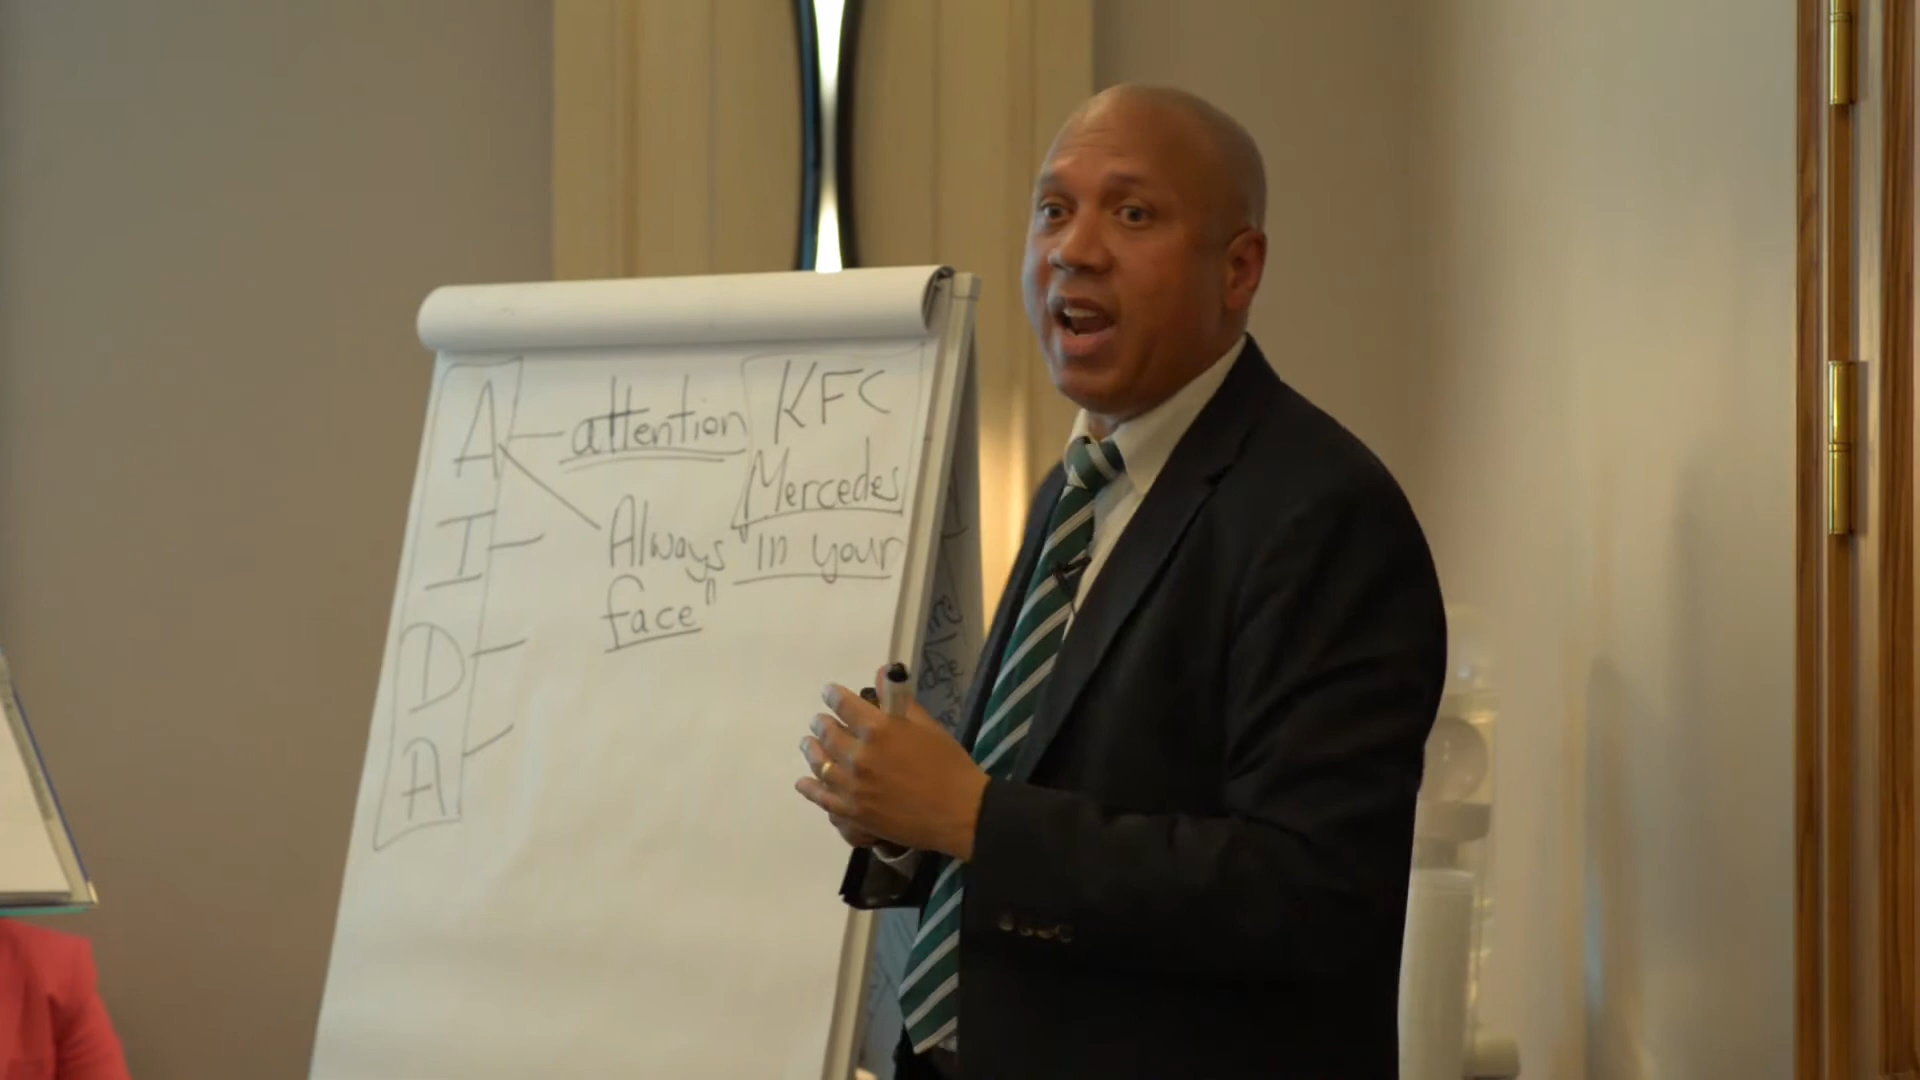 A — attention KFC
Mercedes
I — Always "in your
face"
D —
A —